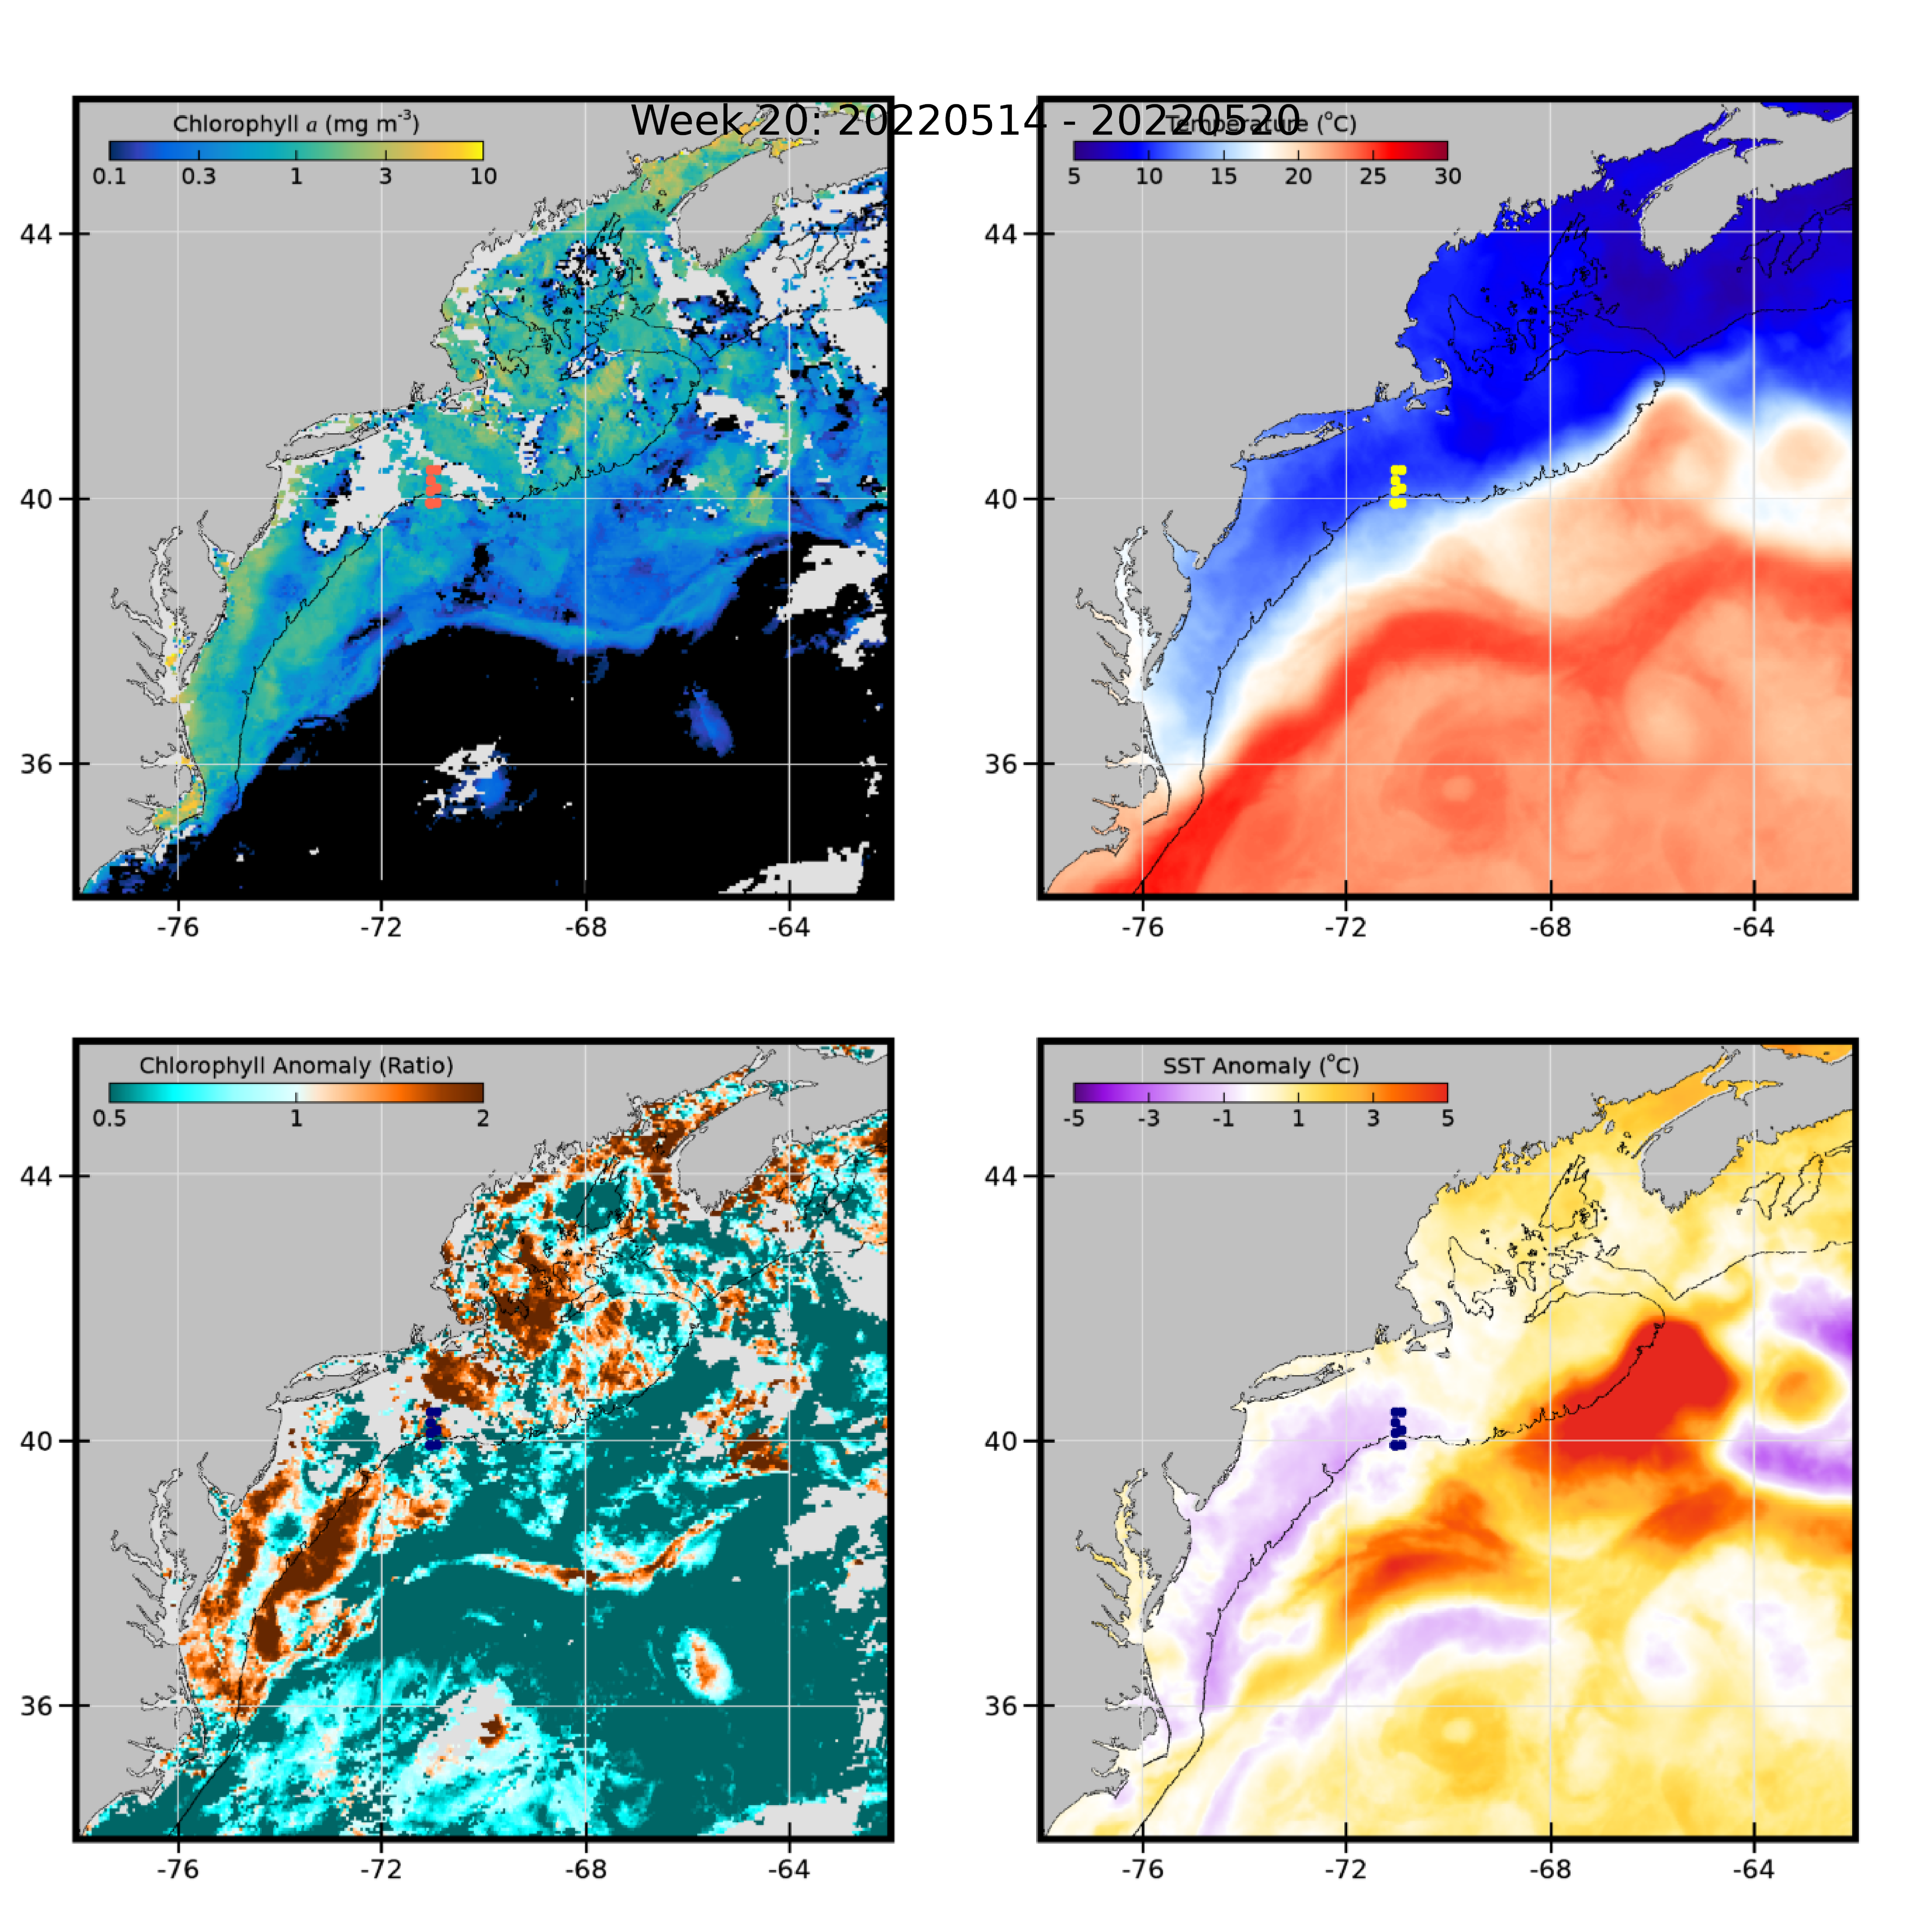 Week 20: 20220514 - 20220520
Chlorophyll a (mg m-3)
0.1 0.3 1 3 10
44
40
36
-76 -72 -68 -64
Temperature (°C)
5 10 15 20 25 30
44
40
36
-76 -72 -68 -64
Chlorophyll Anomaly (Ratio)
0.5 1 2
44
40
36
-76 -72 -68 -64
SST Anomaly (°C)
-5 -3 -1 1 3 5
44
40
36
-76 -72 -68 -64